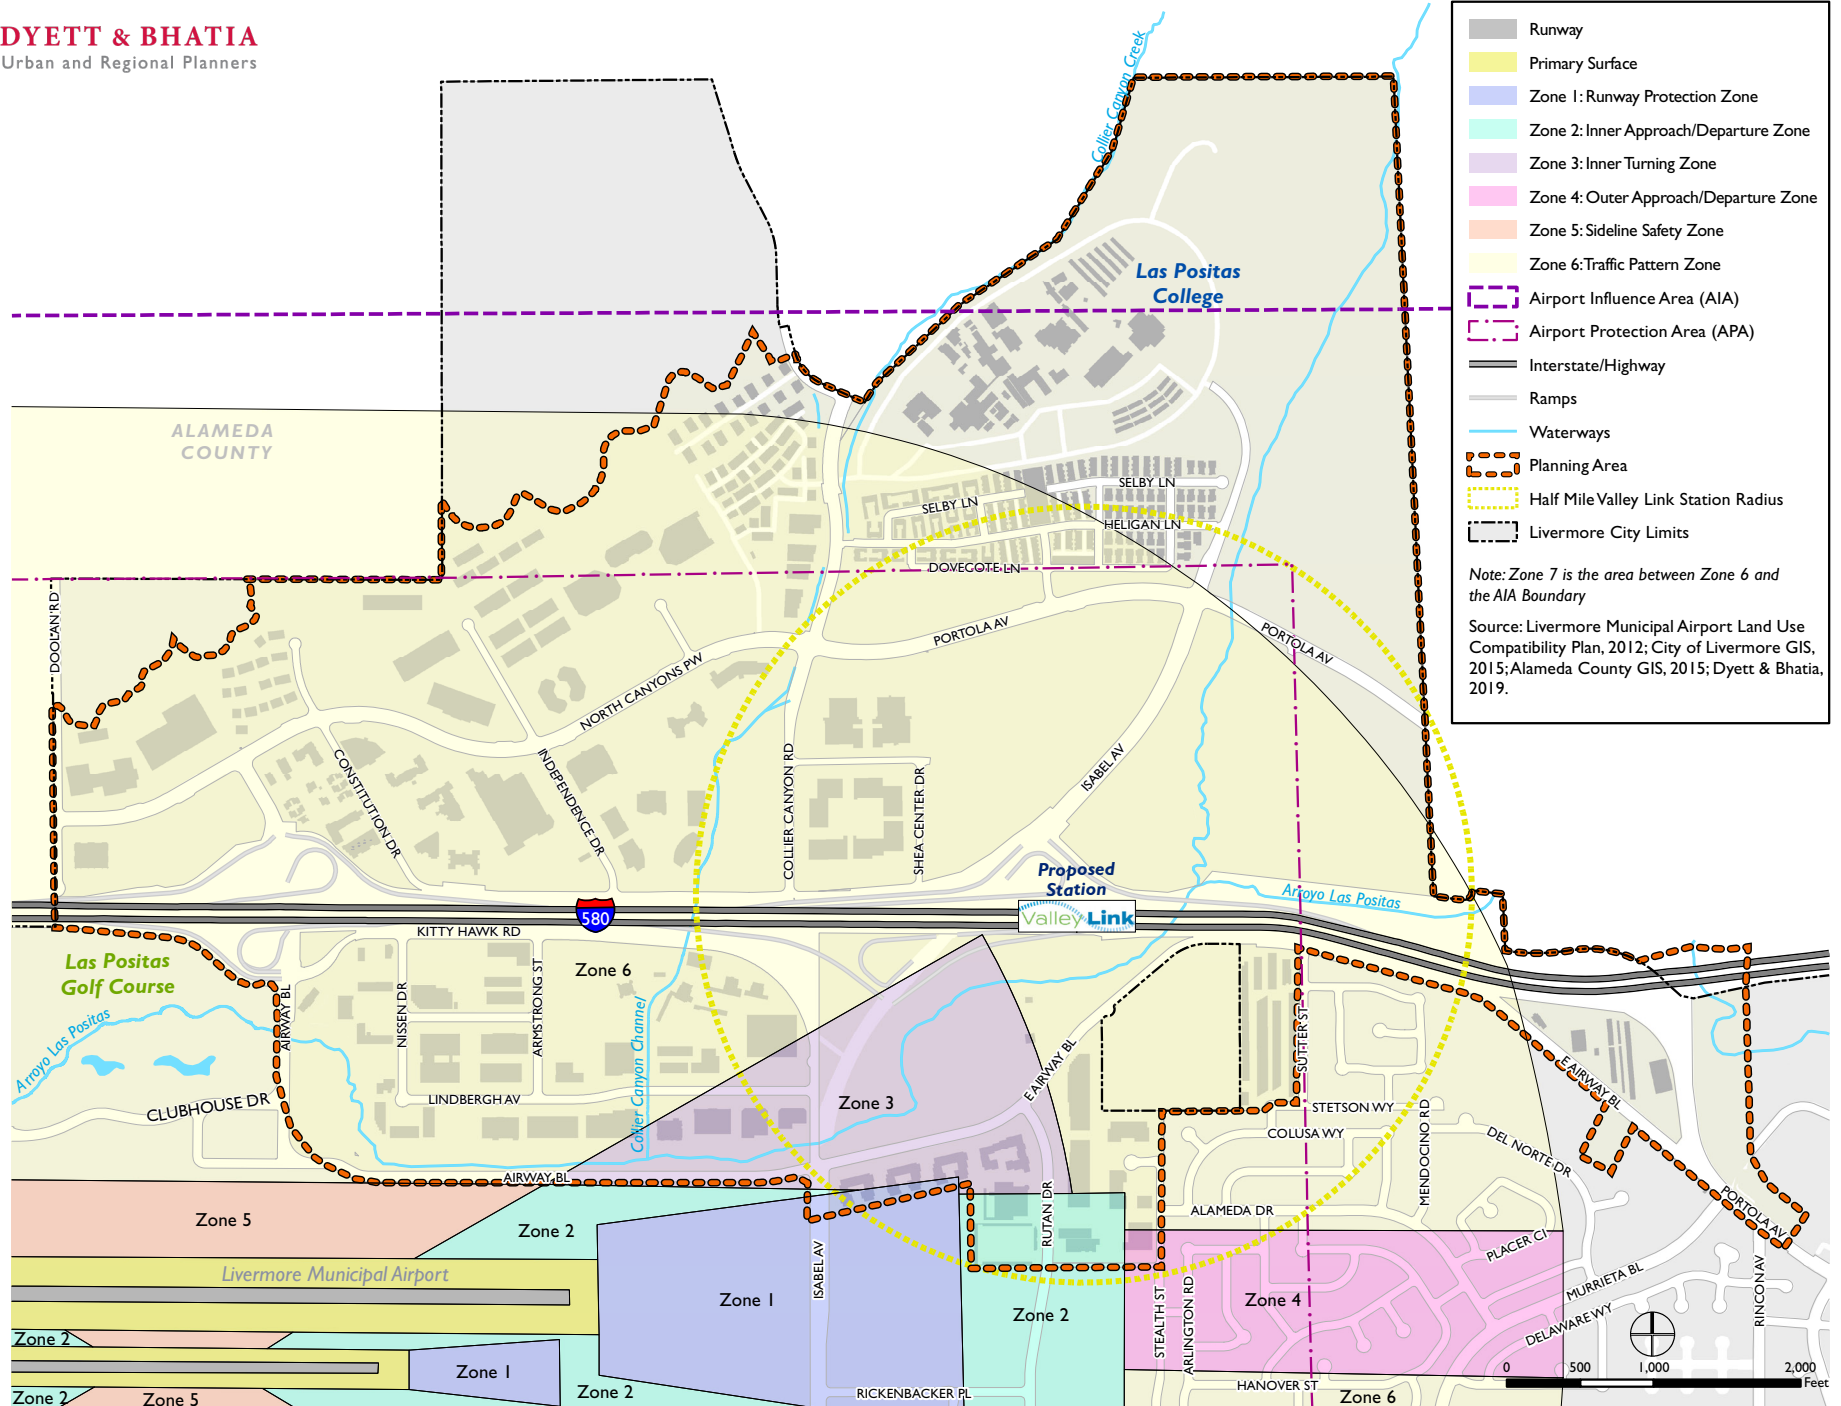 DYETT & BHATIA
Urban and Regional Planners
Runway
Primary Surface
Zone 1: Runway Protection Zone
Zone 2: Inner Approach/Departure Zone
Zone 3: Inner Turning Zone
Zone 4: Outer Approach/Departure Zone
Zone 5: Sideline Safety Zone
Zone 6: Traffic Pattern Zone
Airport Influence Area (AIA)
Airport Protection Area (APA)
Interstate/Highway
Ramps
Waterways
Planning Area
Half Mile Valley Link Station Radius
Livermore City Limits
Note: Zone 7 is the area between Zone 6 and
the AIA Boundary
Source: Livermore Municipal Airport Land Use
Compatibility Plan, 2012; City of Livermore GIS,
2015; Alameda County GIS, 2015; Dyett & Bhatia,
2019.
Collier Canyon Creek
Las Positas
College
ALAMEDA
COUNTY
SELBY LN
SELBY LN
HELIGAN LN
DOVECOTE LN
DOOLAN RD
PORTOLA AV
PORTOLA AV
NORTH CANYONS PW
CONSTITUTION DR
INDEPENDENCE DR
COLLIER CANYON RD
SHEA CENTER DR
ISABEL AV
Proposed
Station
Valley Link
Arroyo Las Positas
580
KITTY HAWK RD
Las Positas
Golf Course
Zone 6
AIRWAY BL
NISSEN DR
ARMSTRONG ST
Collier Canyon Channel
Arroyo Las Positas
CLUBHOUSE DR
LINDBERGH AV
Zone 3
E AIRWAY BL
SUTTER ST
E AIRWAY BL
STETSON WY
COLUSA WY
MENDOCINO RD
DEL NORTE DR
AIRWAY BL
RUTAN DR
ALAMEDA DR
PORTOLA AV
PLACER CI
Zone 5
Zone 2
Livermore Municipal Airport
ISABEL AV
Zone 1
Zone 2
STEALTH ST
ARLINGTON RD
Zone 4
MURRIETA BL
DELAWARE WY
RINCON AV
Zone 2
Zone 1
Zone 2
Zone 5
Zone 2
RICKENBACKER PL
HANOVER ST
Zone 6
0 500 1,000 2,000
Feet